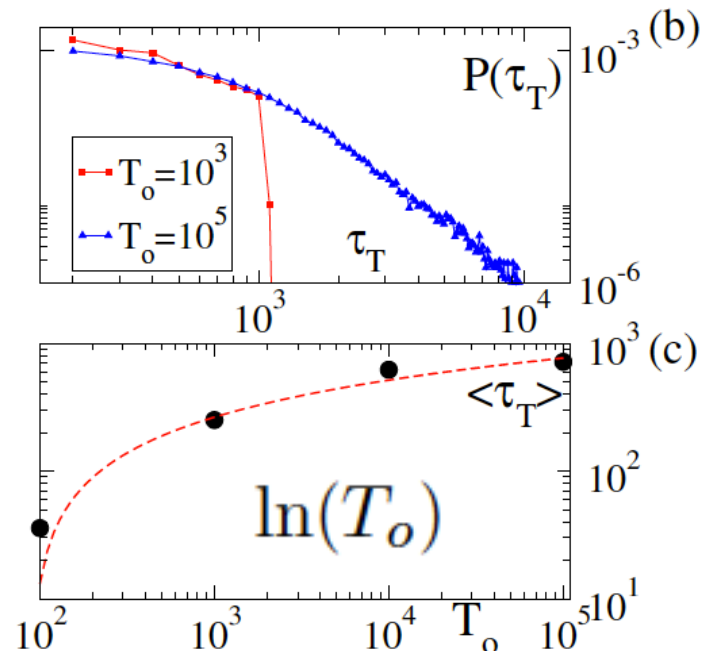 (b)
10⁻³
P(τ_T)
T_o=10³
T_o=10⁵
τ_T
10⁻⁶
10³ 10⁴
10³ (c)
<τ_T>
10²
ln(T_o)
10¹
10² 10³ 10⁴ T_o 10⁵